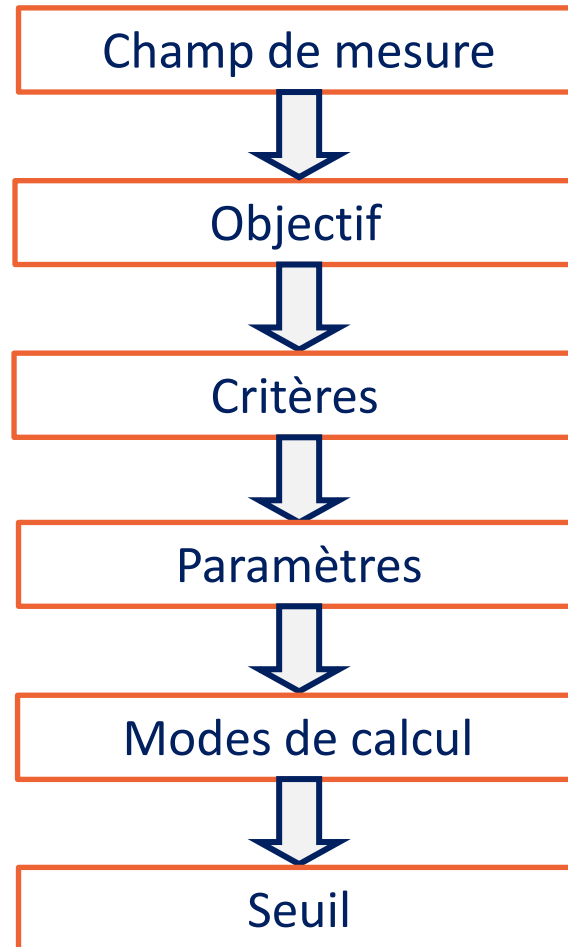 Champ de mesure
Objectif
Critères
Paramètres
Modes de calcul
Seuil